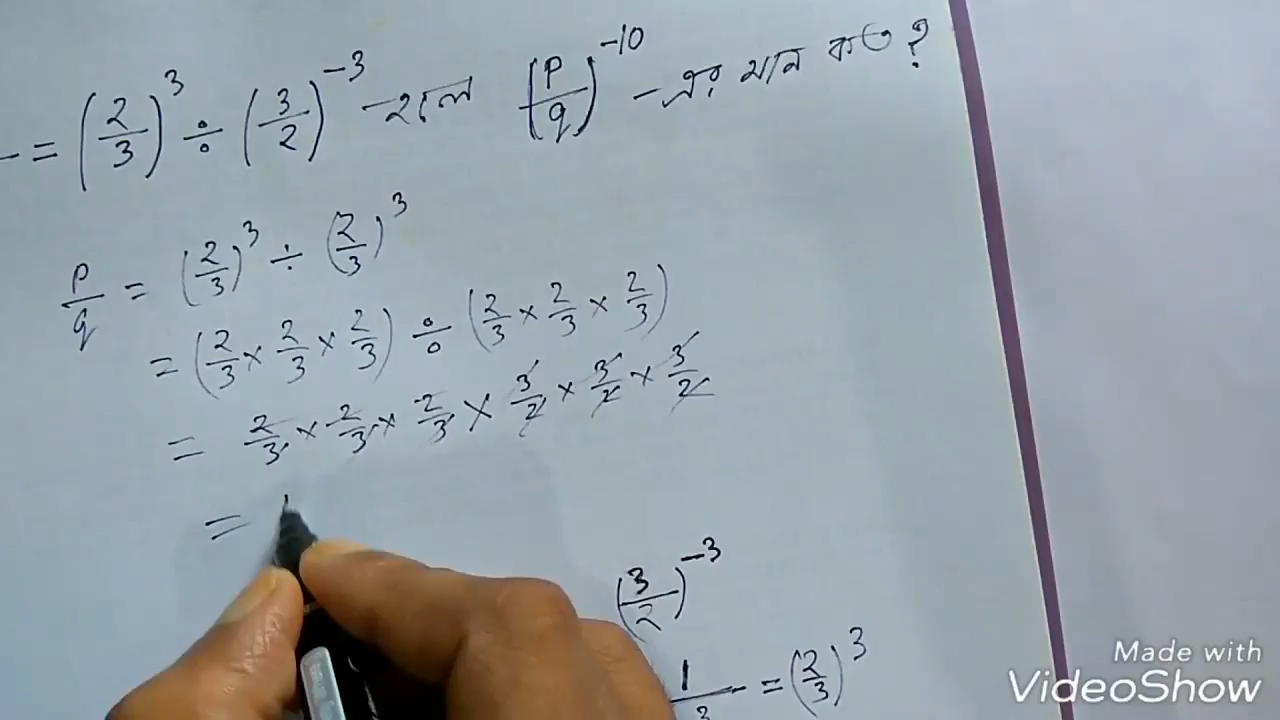 - = (2/3)^3 ÷ (3/2)^-3 - হলে (P/q)^-10 - এর মান কত ?
P/q = (2/3)^3 ÷ (2/3)^3
= (2/3 × 2/3 × 2/3) ÷ (2/3 × 2/3 × 2/3)
= 2/3 × 2/3 × 2/3 × 3/2 × 3/2 × 3/2
=
(3/2)^-3
1/3 = (2/3)^3
Made with
VideoShow